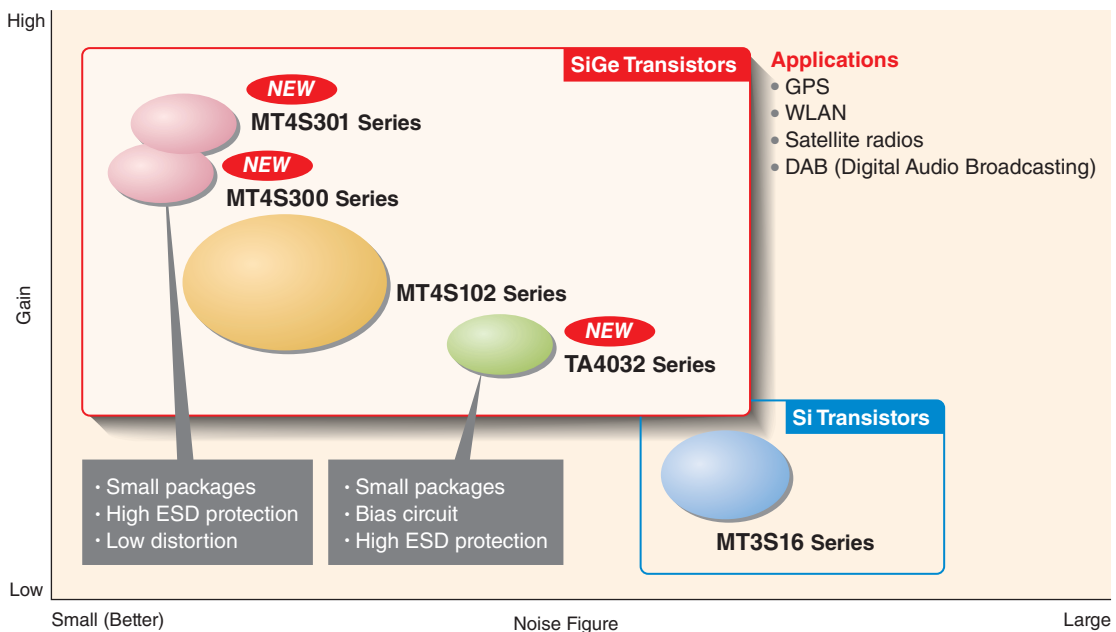 High
SiGe Transistors
Applications
• GPS
• WLAN
• Satellite radios
• DAB (Digital Audio Broadcasting)
NEW
MT4S301 Series
NEW
MT4S300 Series
MT4S102 Series
NEW
TA4032 Series
Gain
Si Transistors
MT3S16 Series
· Small packages
· High ESD protection
· Low distortion
· Small packages
· Bias circuit
· High ESD protection
Low
Small (Better)
Noise Figure
Large